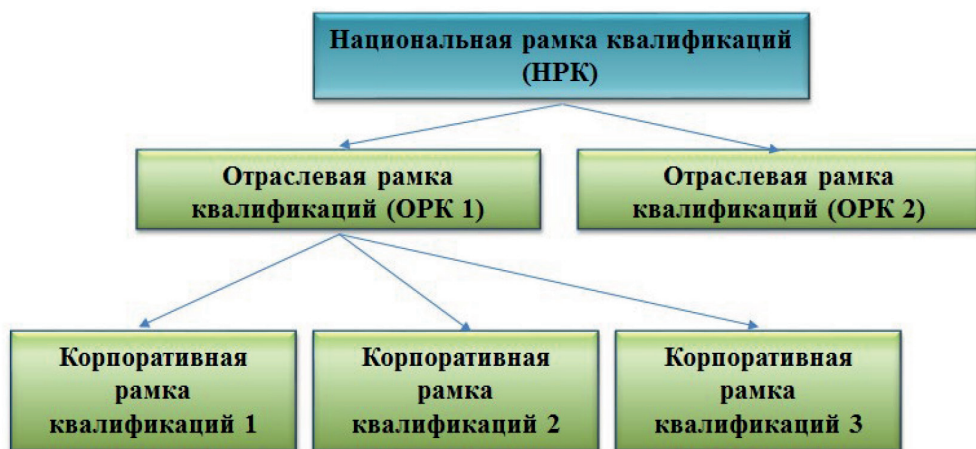 Национальная рамка квалификаций
(НРК)
Отраслевая рамка
квалификаций (ОРК 1)
Отраслевая рамка
квалификаций (ОРК 2)
Корпоративная
рамка
квалификаций 1
Корпоративная
рамка
квалификаций 2
Корпоративная
рамка
квалификаций 3